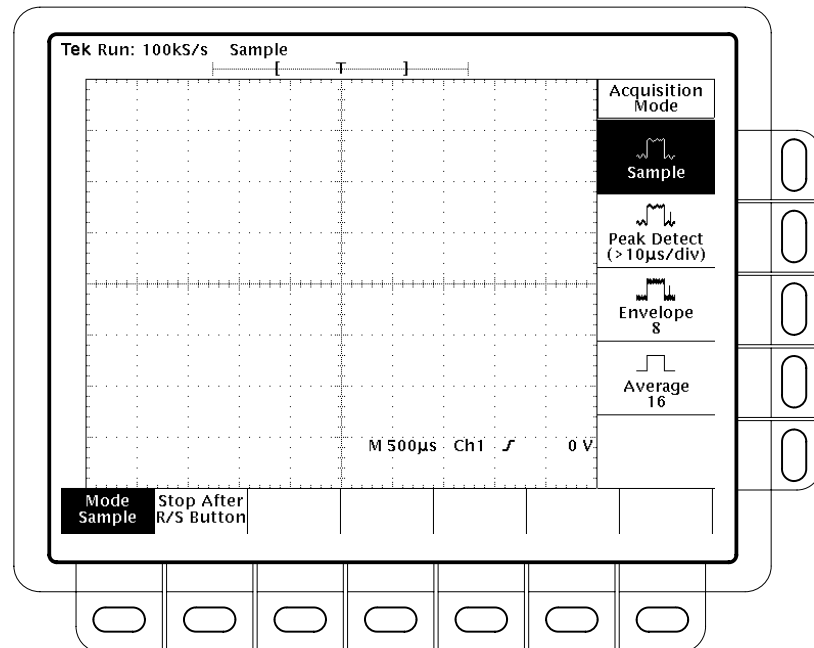 Tek Run: 100kS/s Sample
[ T ]
Acquisition
Mode
Sample
Peak Detect
(>10µs/div)
Envelope
8
Average
16
M 500µs Ch1 0 V
Mode
Sample
Stop After
R/S Button